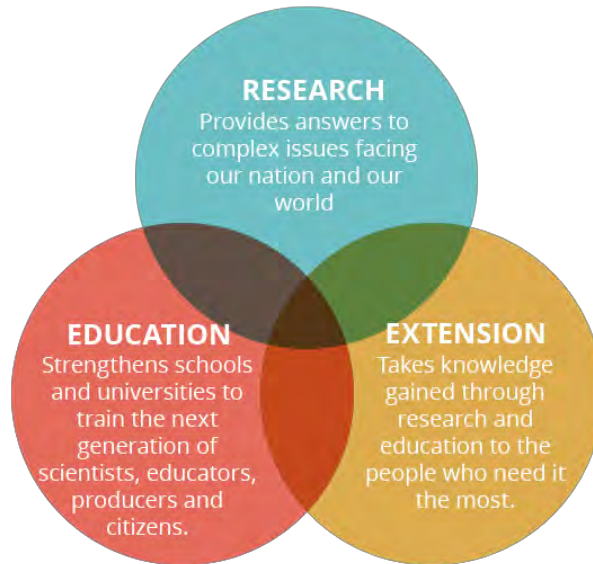 RESEARCH
Provides answers to
complex issues facing
our nation and our
world
EDUCATION
Strengthens schools
and universities to
train the next
generation of
scientists, educators,
producers and
citizens.
EXTENSION
Takes knowledge
gained through
research and
education to the
people who need it
the most.